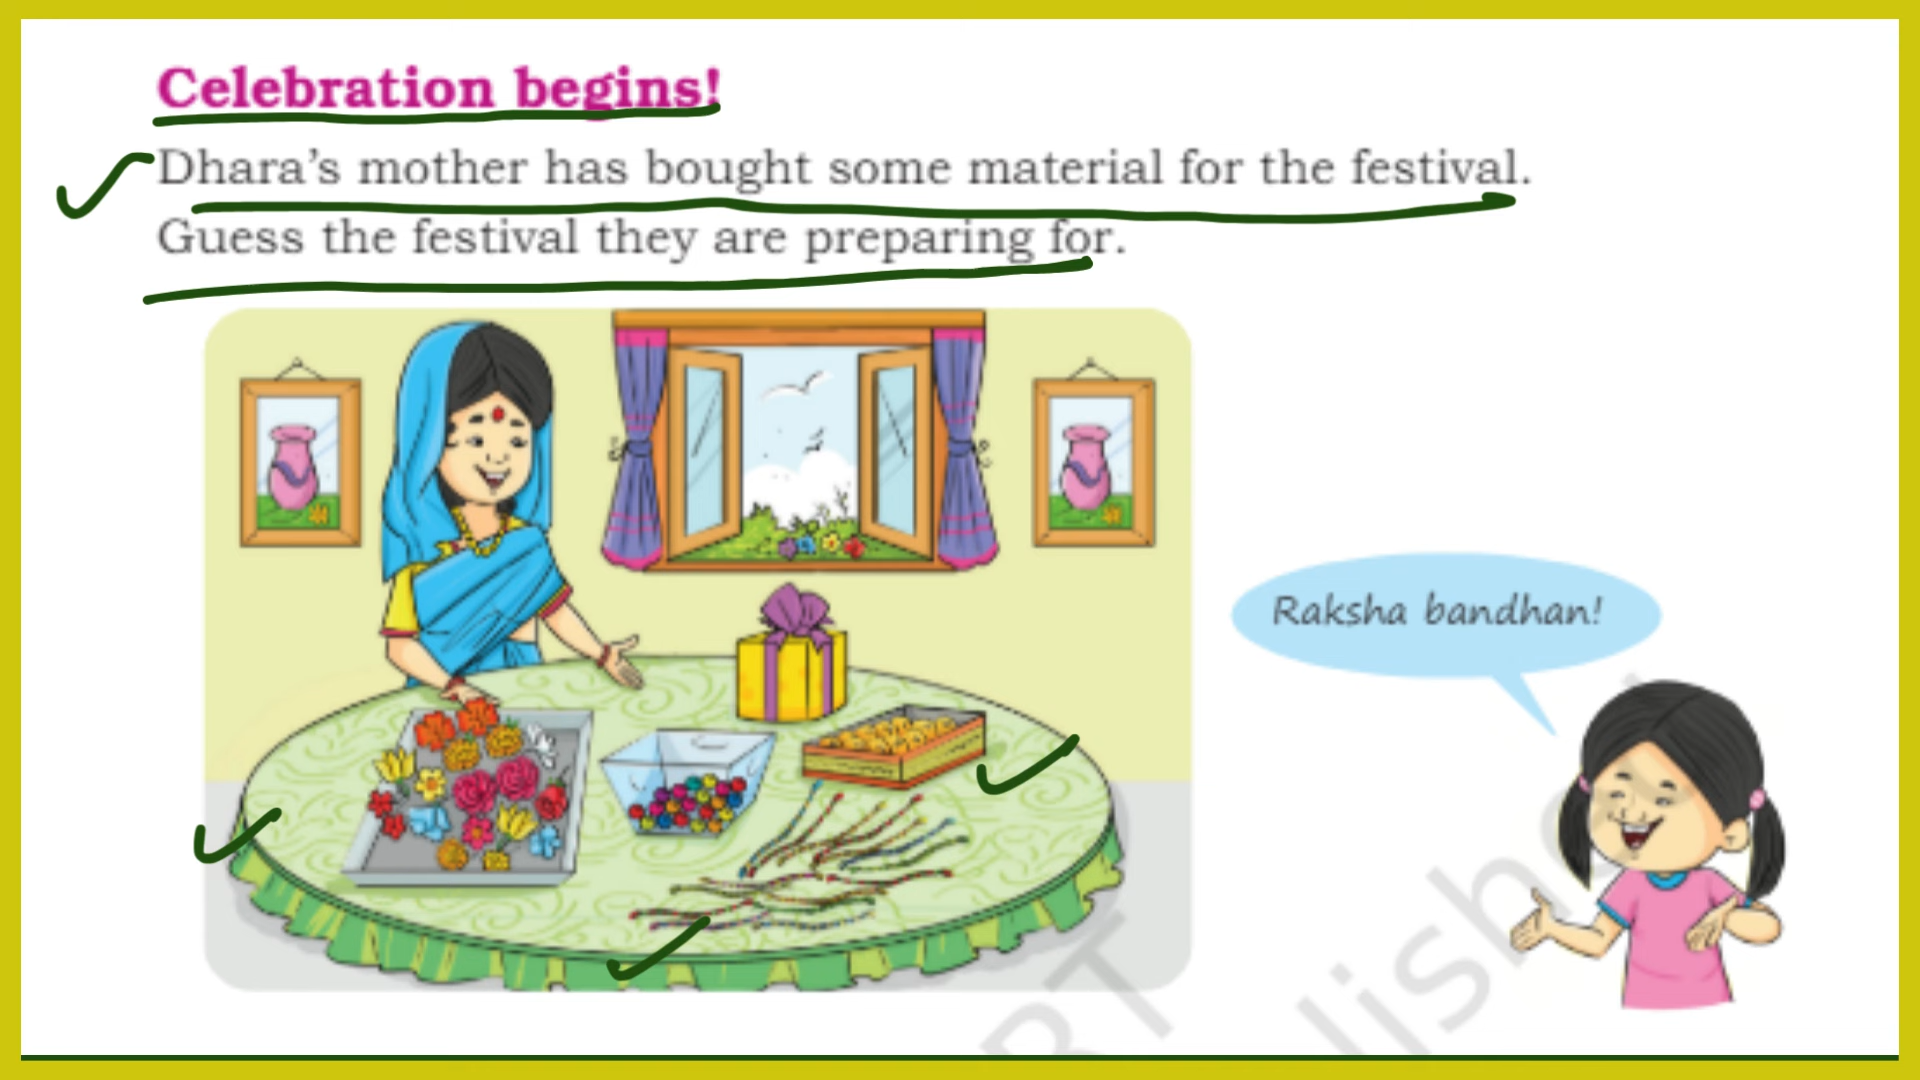 Celebration begins!
Dhara's mother has bought some material for the festival.
Guess the festival they are preparing for.
Raksha bandhan!